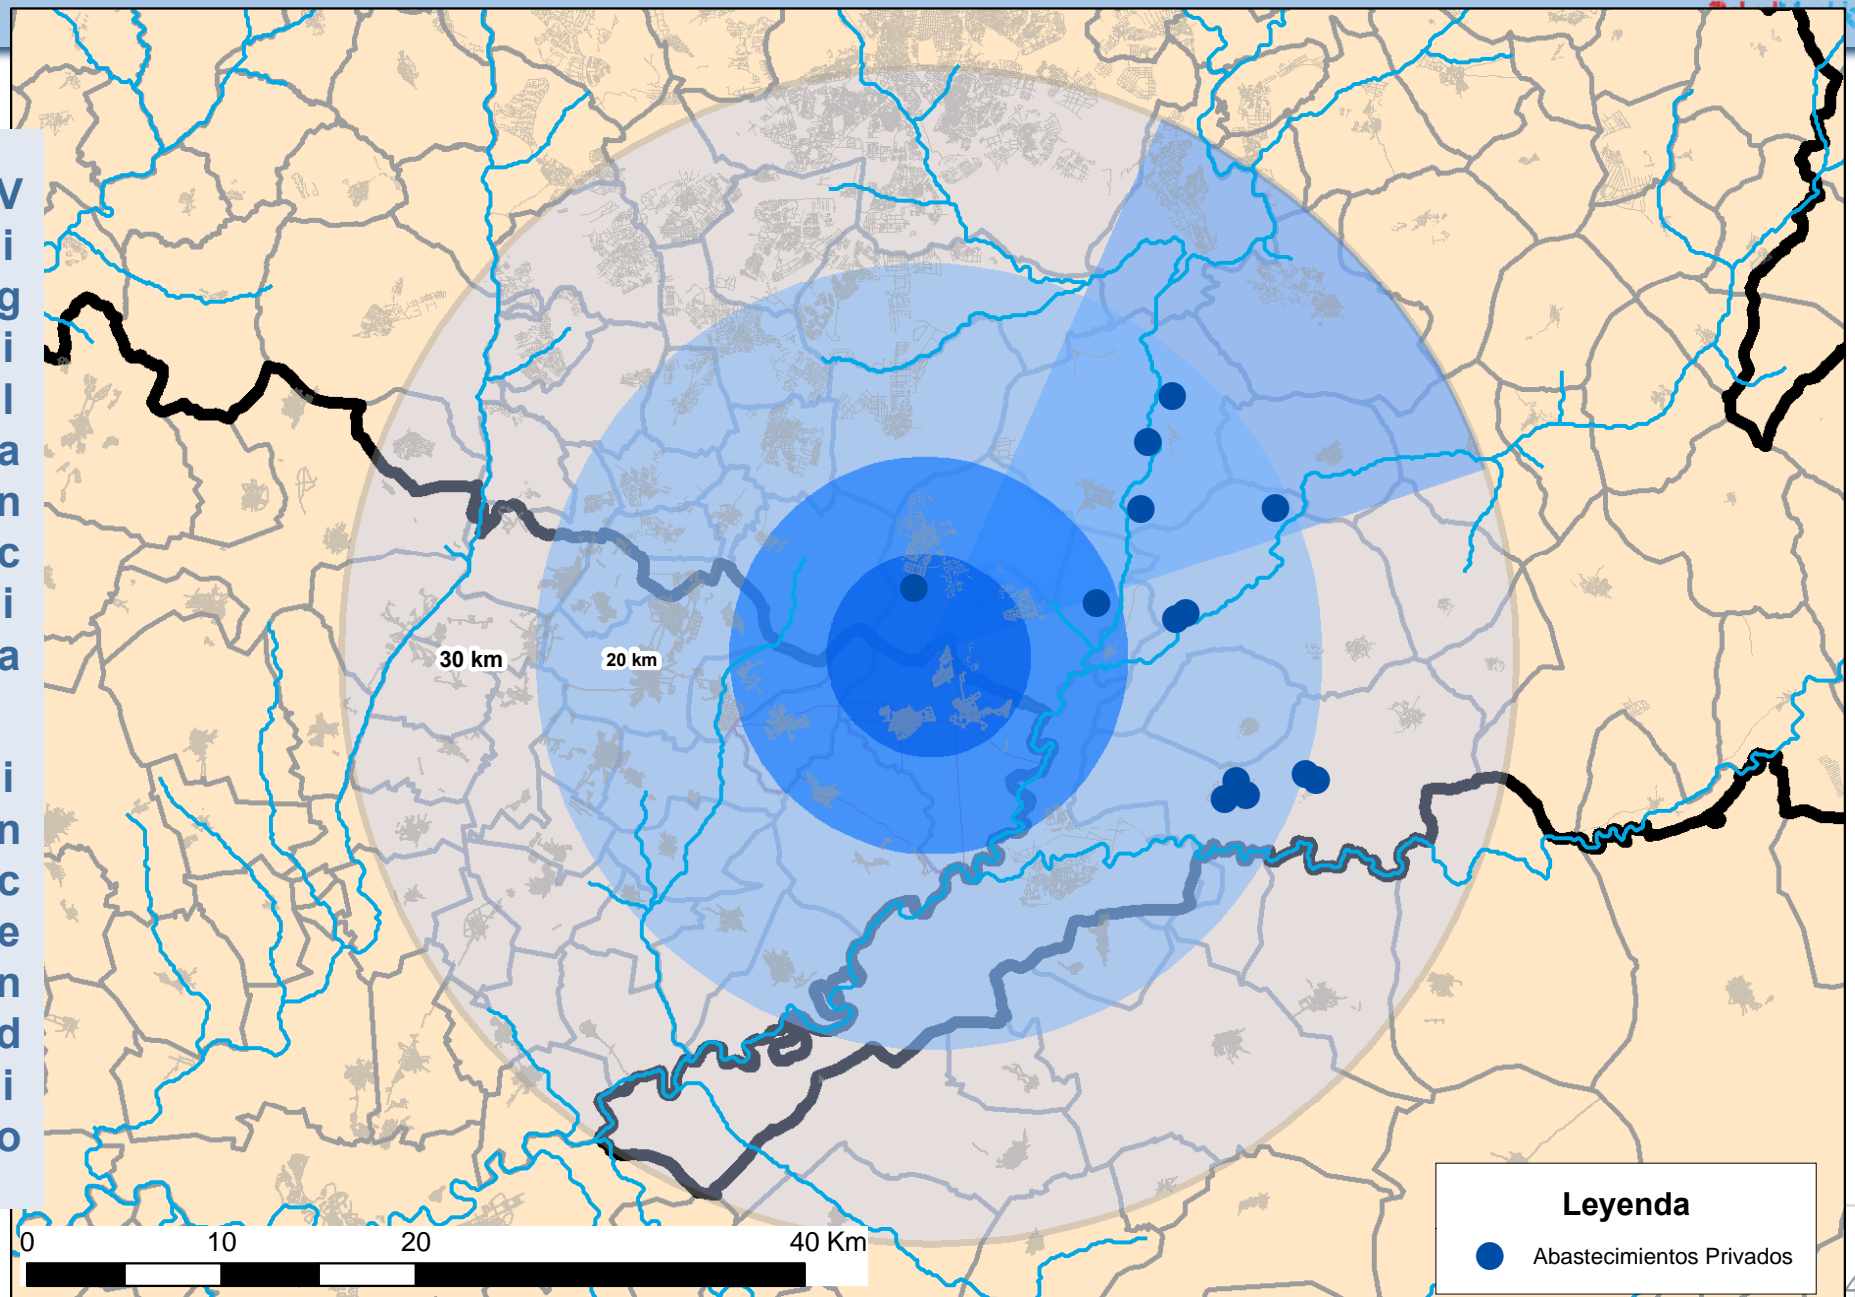 Vigilancia incendio
30 km
20 km
0 10 20 40 Km
Leyenda
Abastecimientos Privados